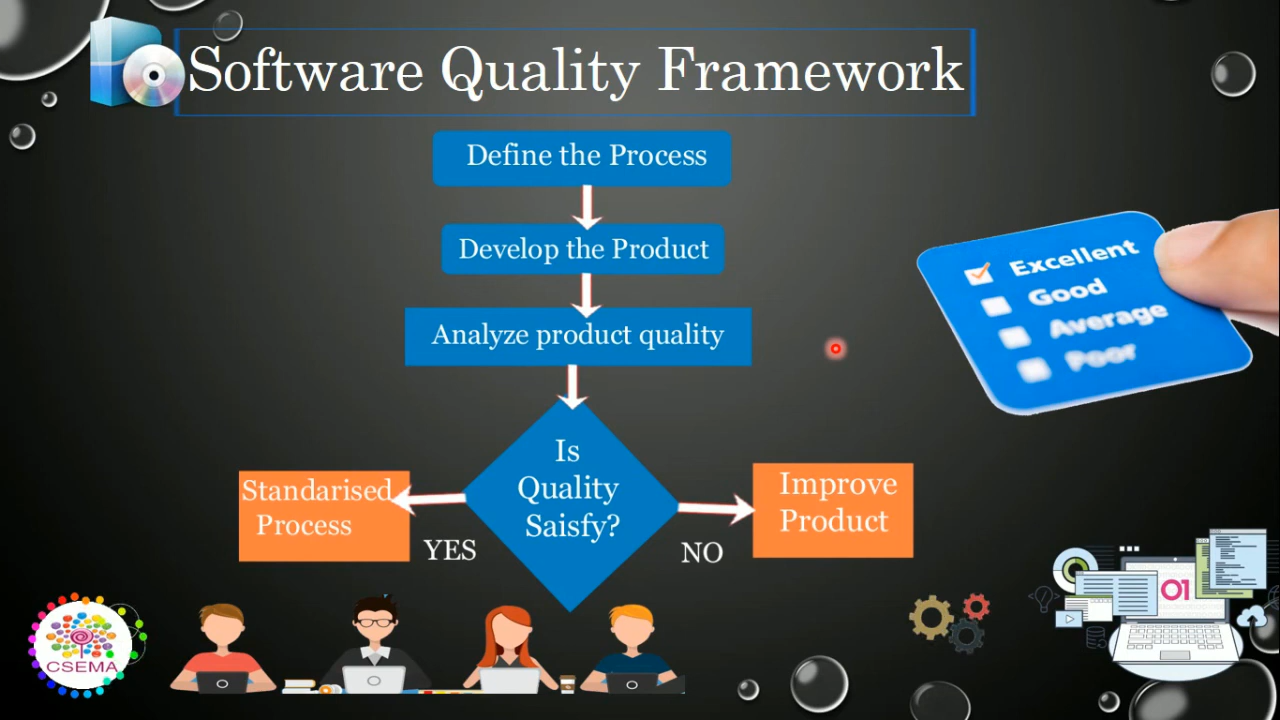 Software Quality Framework
Define the Process
Develop the Product
Analyze product quality
Is
Quality
Saisfy?
Standarised
Process
YES
NO
Improve
Product
Excellent
Good
Average
Poor
CSEMA
01